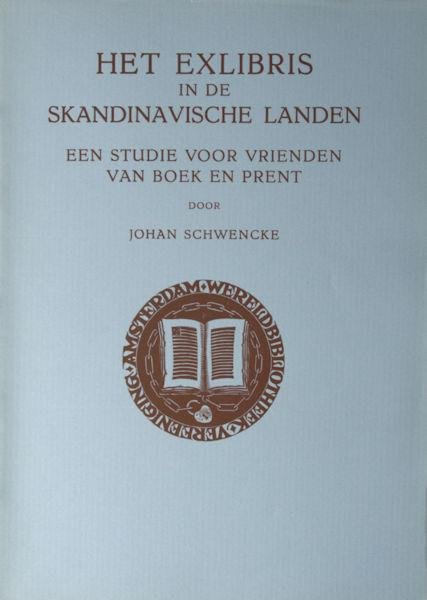 HET EXLIBRIS
IN DE
SKANDINAVISCHE LANDEN
EEN STUDIE VOOR VRIENDEN
VAN BOEK EN PRENT
DOOR
JOHAN SCHWENCKE
AMSTERDAM · WERELDBIBLIOTHEEK · VEREENIGING ·